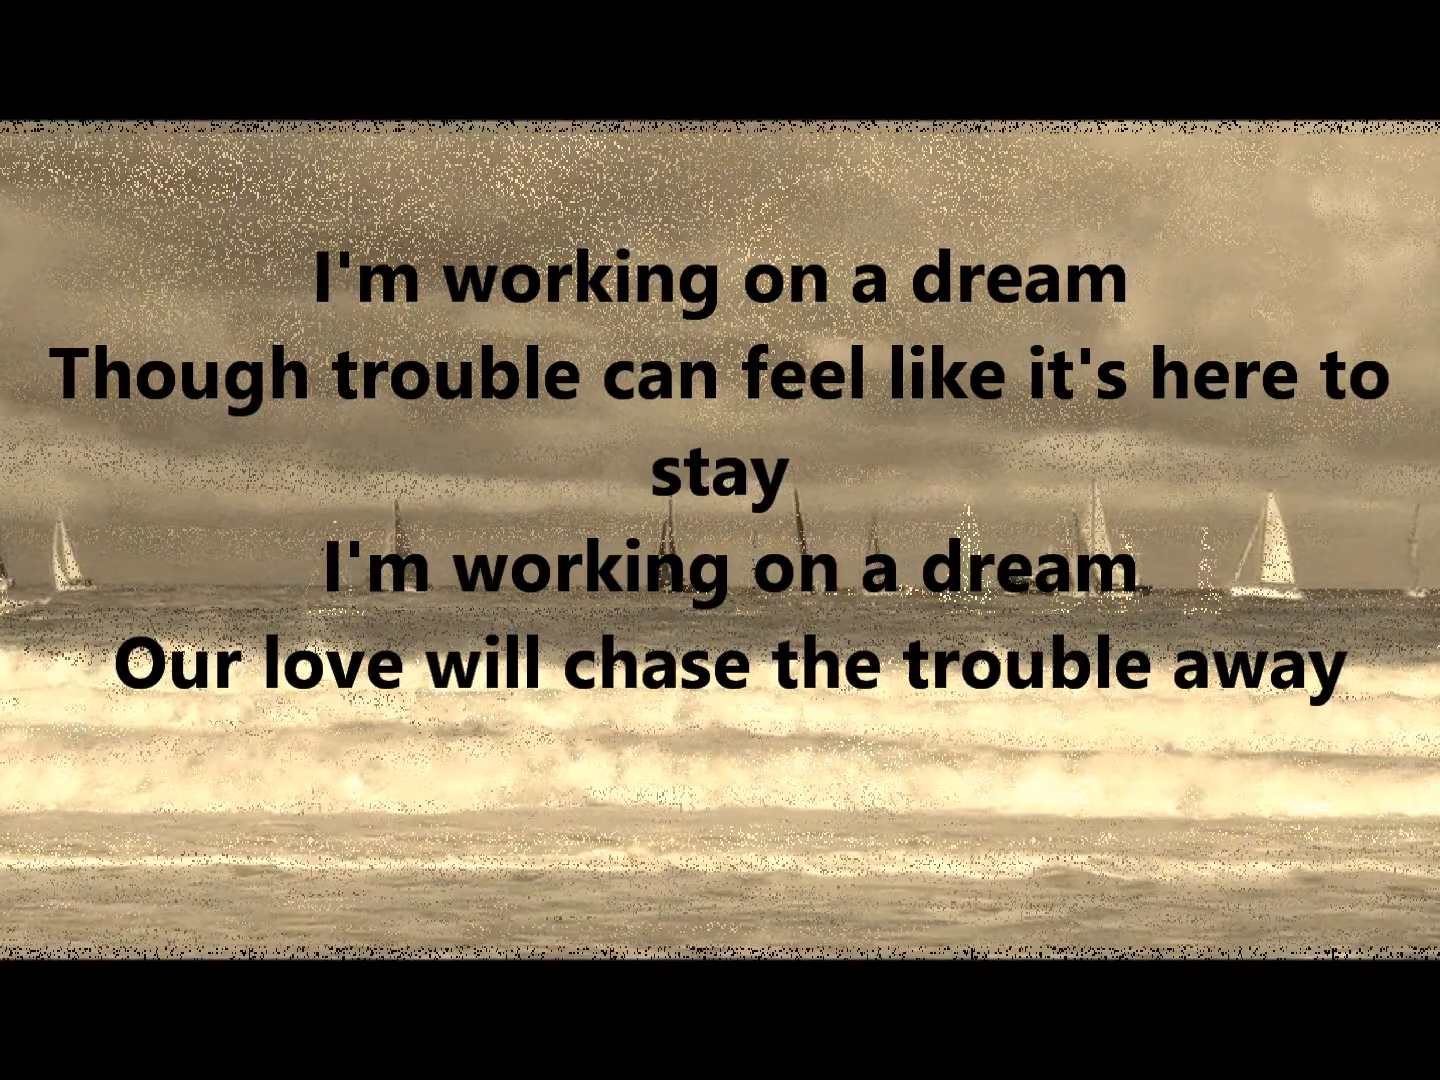 I'm working on a dream
Though trouble can feel like it's here to
stay
I'm working on a dream
Our love will chase the trouble away